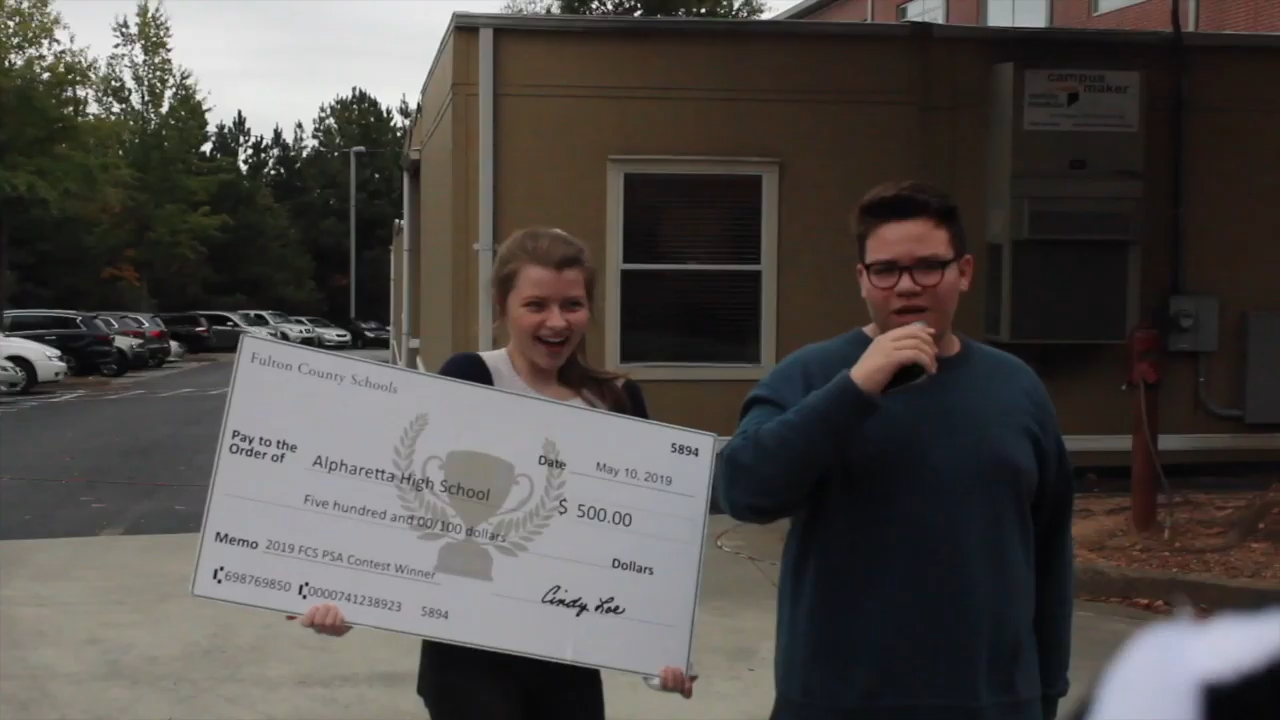 campus
maker
Fulton County Schools
5894
Pay to the
Order of
Alpharetta High School
Date May 10, 2019
Five hundred and 00/100 dollars
$ 500.00
Dollars
Memo 2019 FCS PSA Contest Winner
Cindy Loe
⑆698769850 ⑆0000741238923 5894